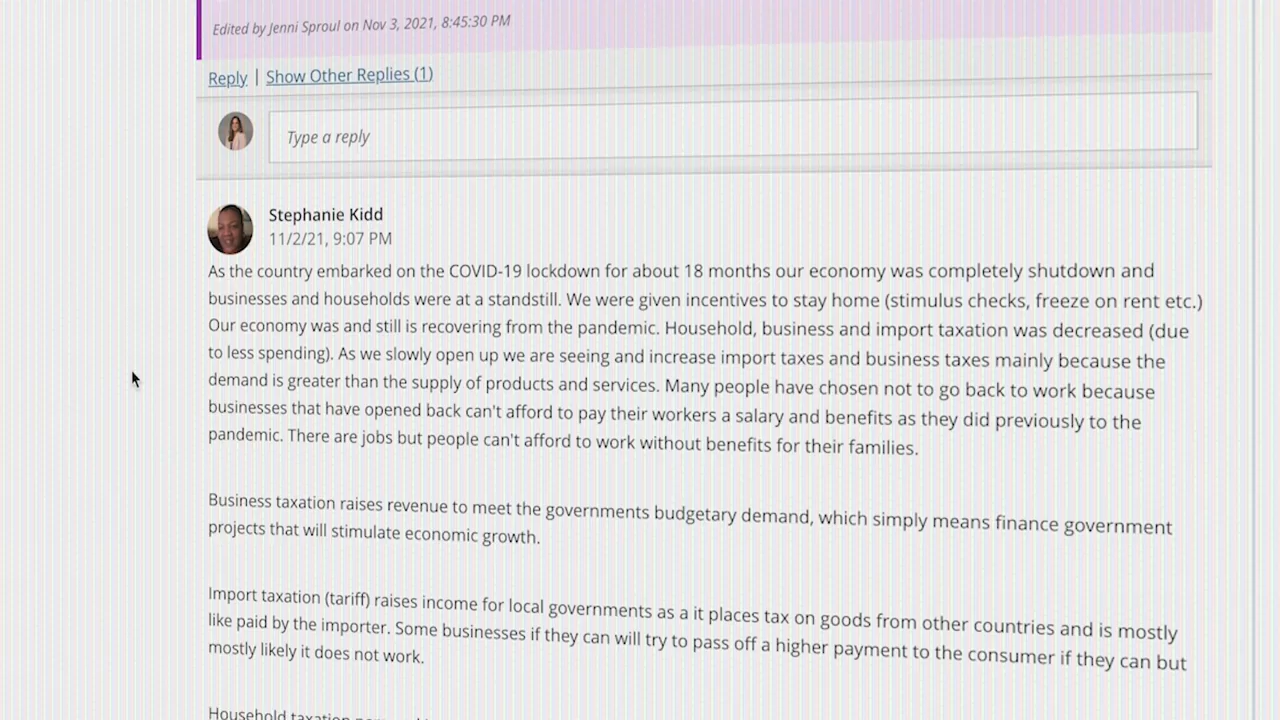 Edited by Jenni Sproul on Nov 3, 2021, 8:45:30 PM
Reply | Show Other Replies (1)
Type a reply
Stephanie Kidd
11/2/21, 9:07 PM
As the country embarked on the COVID-19 lockdown for about 18 months our economy was completely shutdown and
businesses and households were at a standstill. We were given incentives to stay home (stimulus checks, freeze on rent etc.)
Our economy was and still is recovering from the pandemic. Household, business and import taxation was decreased (due
to less spending). As we slowly open up we are seeing and increase import taxes and business taxes mainly because the
demand is greater than the supply of products and services. Many people have chosen not to go back to work because
businesses that have opened back can't afford to pay their workers a salary and benefits as they did previously to the
pandemic. There are jobs but people can't afford to work without benefits for their families.
Business taxation raises revenue to meet the governments budgetary demand, which simply means finance government
projects that will stimulate economic growth.
Import taxation (tariff) raises income for local governments as a it places tax on goods from other countries and is mostly
like paid by the importer. Some businesses if they can will try to pass off a higher payment to the consumer if they can but
mostly likely it does not work.
Household taxation